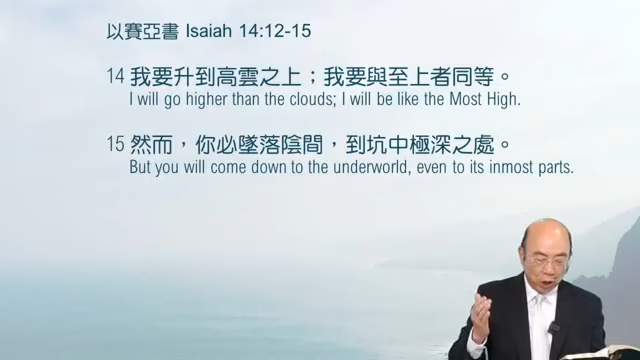 以賽亞書 Isaiah 14:12-15
14 我要升到高雲之上；我要與至上者同等。
I will go higher than the clouds; I will be like the Most High.
15 然而，你必墜落陰間，到坑中極深之處。
But you will come down to the underworld, even to its inmost parts.